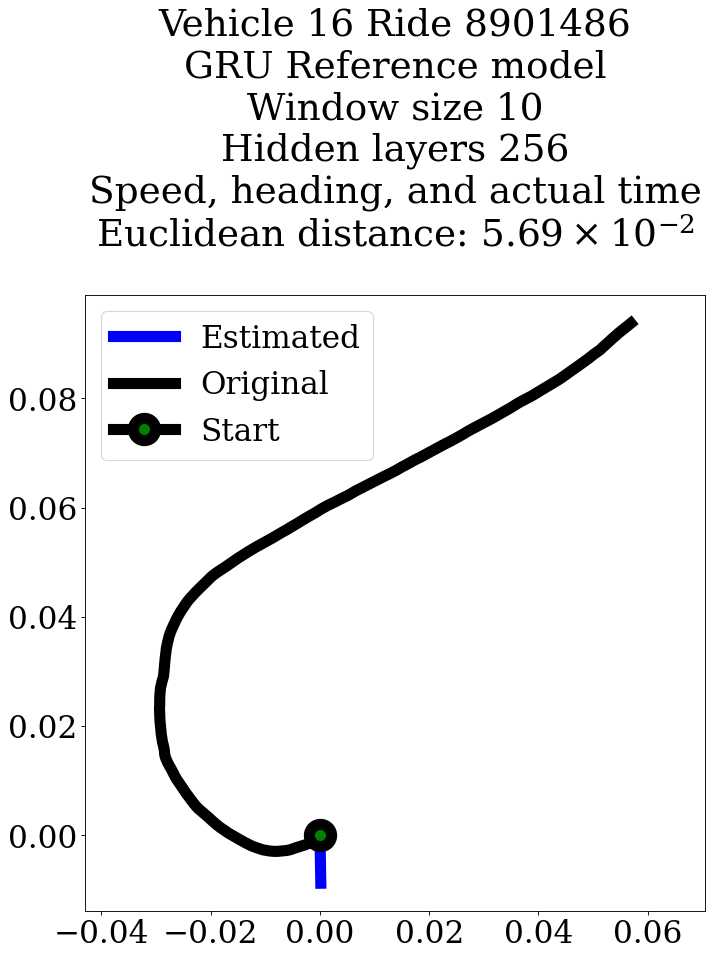 Vehicle 16 Ride 8901486
GRU Reference model
Window size 10
Hidden layers 256
Speed, heading, and actual time
Euclidean distance: 5.69 × 10⁻²
Estimated
Original
Start
0.08
0.06
0.04
0.02
0.00
−0.04 −0.02 0.00 0.02 0.04 0.06